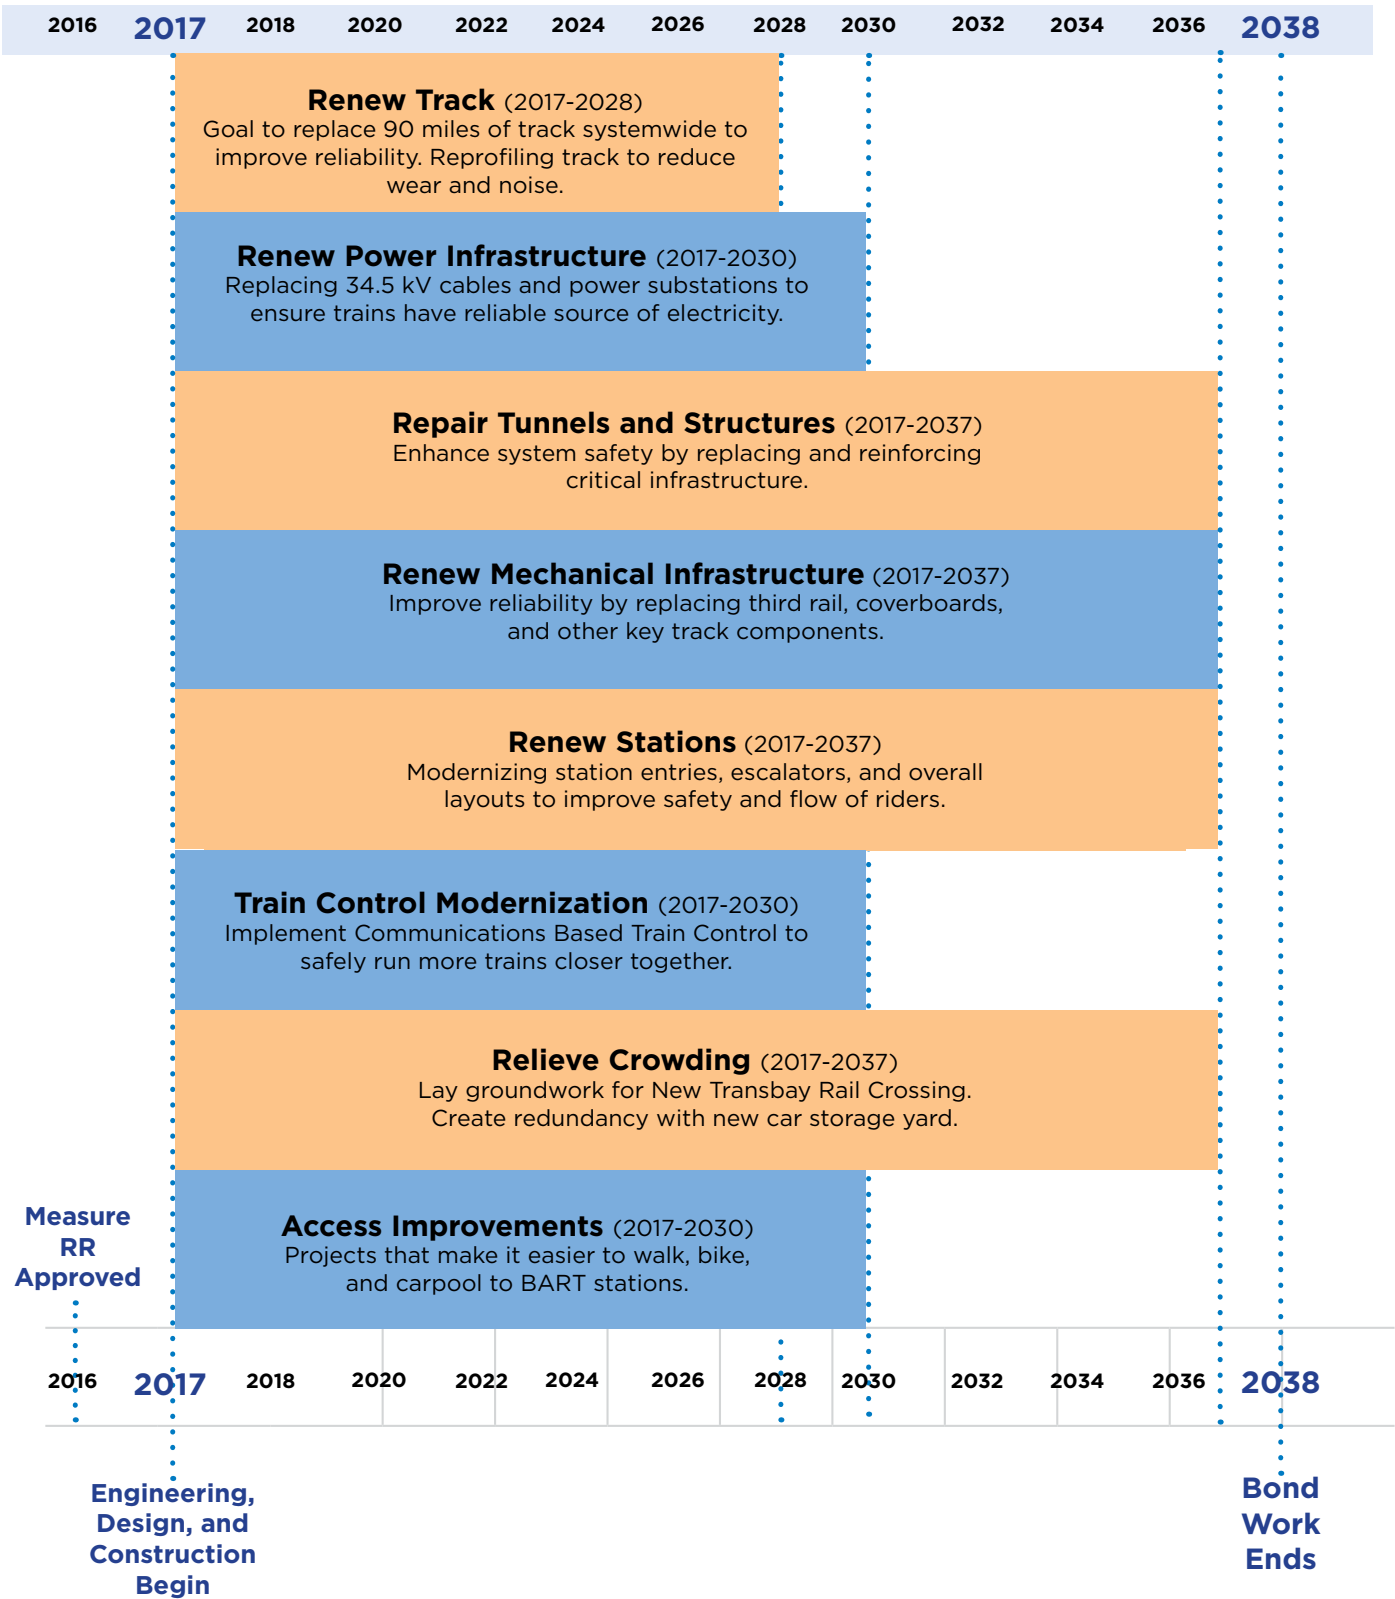 2016 2017 2018 2020 2022 2024 2026 2028 2030 2032 2034 2036 2038
Renew Track (2017-2028)
Goal to replace 90 miles of track systemwide to
improve reliability. Reprofiling track to reduce
wear and noise.
Renew Power Infrastructure (2017-2030)
Replacing 34.5 kV cables and power substations to
ensure trains have reliable source of electricity.
Repair Tunnels and Structures (2017-2037)
Enhance system safety by replacing and reinforcing
critical infrastructure.
Renew Mechanical Infrastructure (2017-2037)
Improve reliability by replacing third rail, coverboards,
and other key track components.
Renew Stations (2017-2037)
Modernizing station entries, escalators, and overall
layouts to improve safety and flow of riders.
Train Control Modernization (2017-2030)
Implement Communications Based Train Control to
safely run more trains closer together.
Relieve Crowding (2017-2037)
Lay groundwork for New Transbay Rail Crossing.
Create redundancy with new car storage yard.
Access Improvements (2017-2030)
Projects that make it easier to walk, bike,
and carpool to BART stations.
Measure
RR
Approved
2016 2017 2018 2020 2022 2024 2026 2028 2030 2032 2034 2036 2038
Engineering,
Design, and
Construction
Begin
Bond
Work
Ends